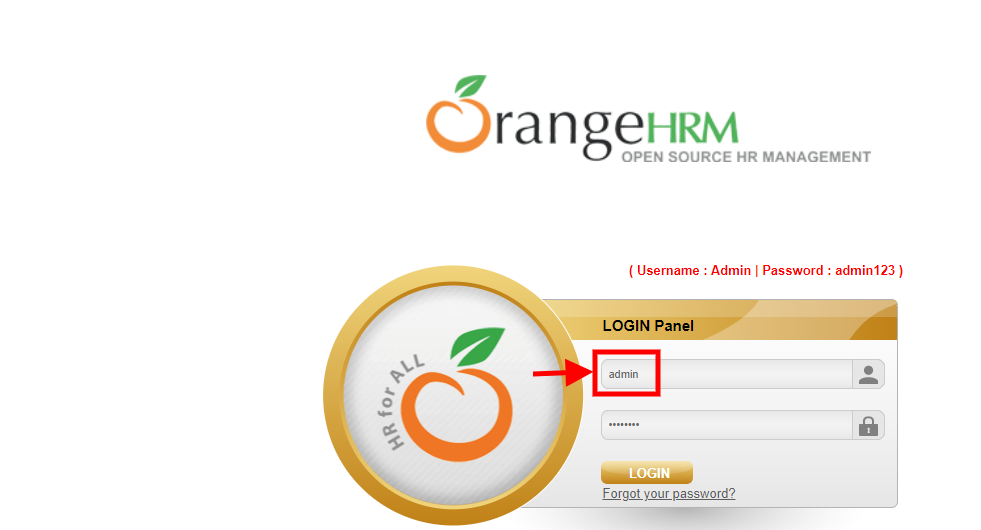 OrangeHRM
OPEN SOURCE HR MANAGEMENT
( Username : Admin | Password : admin123 )
LOGIN Panel
HR for ALL
admin
••••••••
LOGIN
Forgot your password?